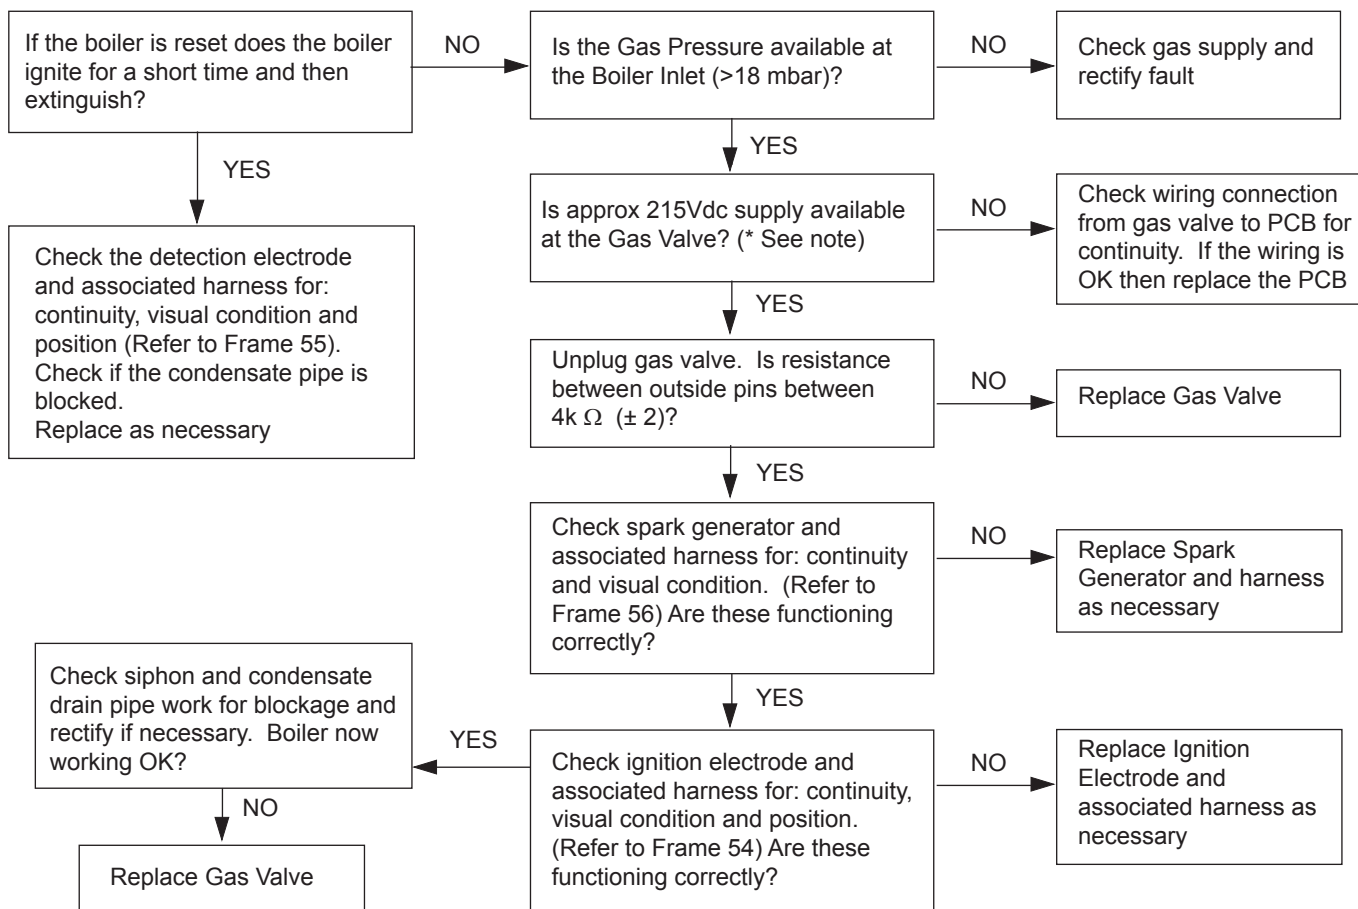 If the boiler is reset does the boiler
ignite for a short time and then
extinguish?
NO
Is the Gas Pressure available at
the Boiler Inlet (>18 mbar)?
NO
Check gas supply and
rectify fault
YES
YES
Check the detection electrode
and associated harness for:
continuity, visual condition and
position (Refer to Frame 55).
Check if the condensate pipe is
blocked.
Replace as necessary
Is approx 215Vdc supply available
at the Gas Valve? (* See note)
NO
Check wiring connection
from gas valve to PCB for
continuity.  If the wiring is
OK then replace the PCB
YES
Unplug gas valve.  Is resistance
between outside pins between
4k Ω  (± 2)?
NO
Replace Gas Valve
YES
Check spark generator and
associated harness for: continuity
and visual condition.  (Refer to
Frame 56) Are these functioning
correctly?
NO
Replace Spark
Generator and harness
as necessary
YES
Check ignition electrode and
associated harness for: continuity,
visual condition and position.
(Refer to Frame 54) Are these
functioning correctly?
NO
Replace Ignition
Electrode and
associated harness as
necessary
YES
Check siphon and condensate
drain pipe work for blockage and
rectify if necessary.  Boiler now
working OK?
NO
Replace Gas Valve